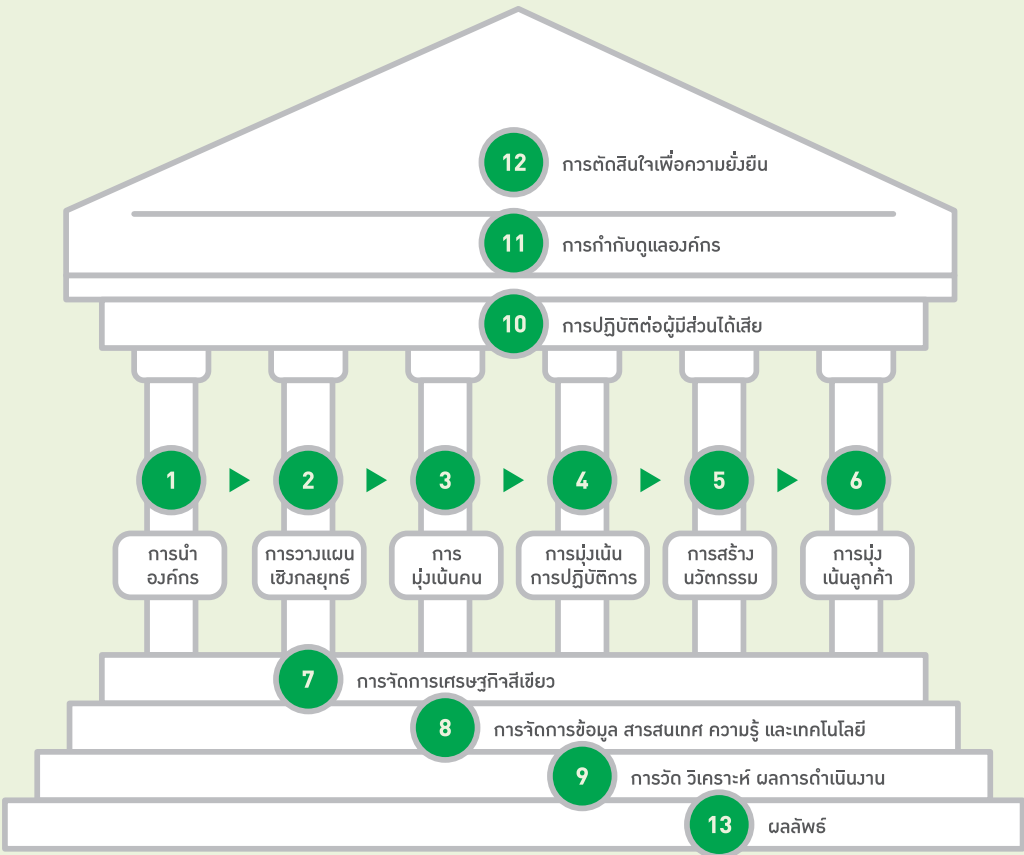 12
การตัดสินใจเพื่อความยั่งยืน
11
การกำกับดูแลองค์กร
10
การปฏิบัติต่อผู้มีส่วนได้เสีย
1
2
3
4
5
6
การนำ
องค์กร
การวางแผน
เชิงกลยุทธ์
การ
มุ่งเน้นคน
การมุ่งเน้น
การปฏิบัติการ
การสร้าง
นวัตกรรม
การมุ่ง
เน้นลูกค้า
7
การจัดการเศรษฐกิจสีเขียว
8
การจัดการข้อมูล สารสนเทศ ความรู้ และเทคโนโลยี
9
การวัด วิเคราะห์ ผลการดำเนินงาน
13
ผลลัพธ์